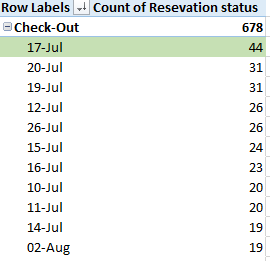 Row Labels Count of Resevation status
Check-Out 678
17-Jul 44
20-Jul 31
19-Jul 31
12-Jul 26
26-Jul 26
15-Jul 24
16-Jul 23
10-Jul 20
11-Jul 20
14-Jul 19
02-Aug 19